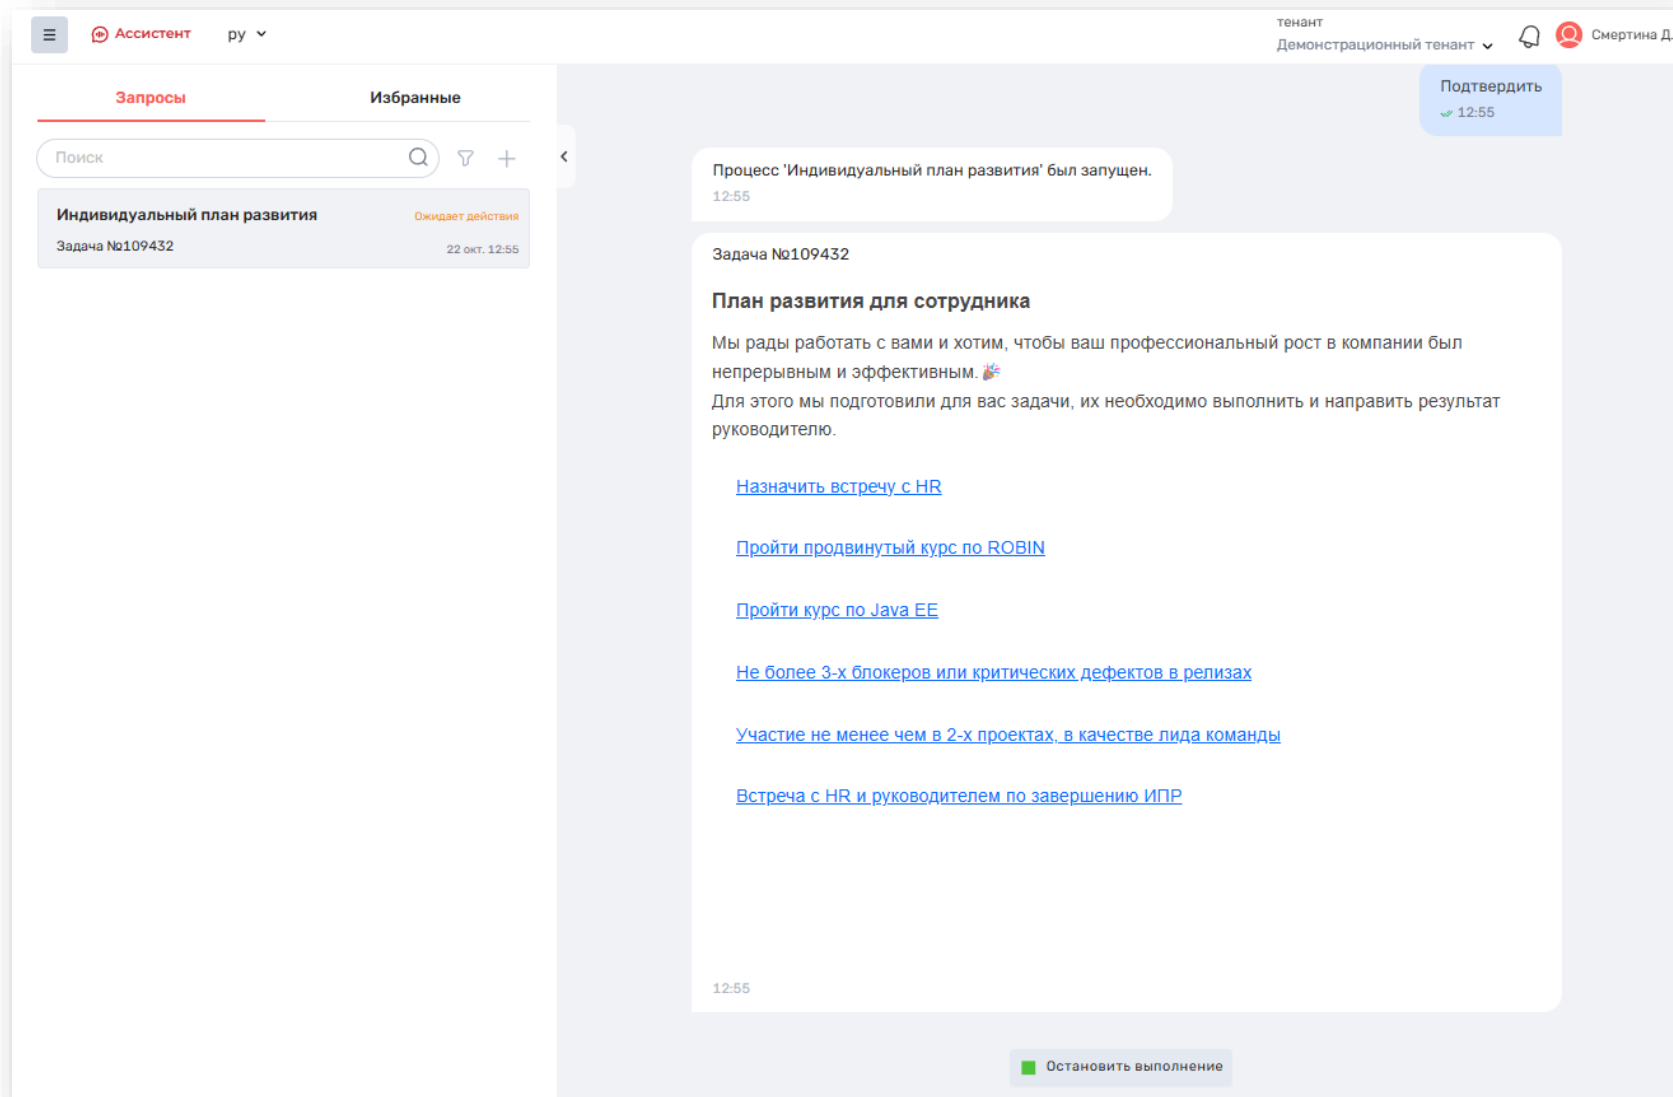 Ассистент
ру
тенант
Демонстрационный тенант
Смертина Д.
Запросы
Избранные
Поиск
Индивидуальный план развития
Ожидает действия
Задача №109432
22 окт. 12:55
Подтвердить
12:55
Процесс 'Индивидуальный план развития' был запущен.
12:55
Задача №109432
План развития для сотрудника
Мы рады работать с вами и хотим, чтобы ваш профессиональный рост в компании был
непрерывным и эффективным.🎉
Для этого мы подготовили для вас задачи, их необходимо выполнить и направить результат
руководителю.
Назначить встречу с HR
Пройти продвинутый курс по ROBIN
Пройти курс по Java EE
Не более 3-х блокеров или критических дефектов в релизах
Участие не менее чем в 2-х проектах, в качестве лида команды
Встреча с HR и руководителем по завершению ИПР
12:55
Остановить выполнение